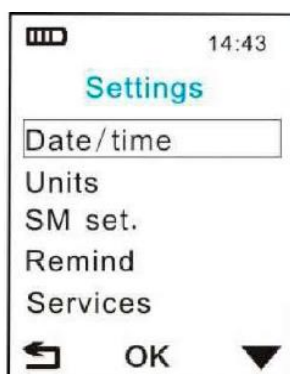 14:43
Settings
Date/time
Units
SM set.
Remind
Services
OK